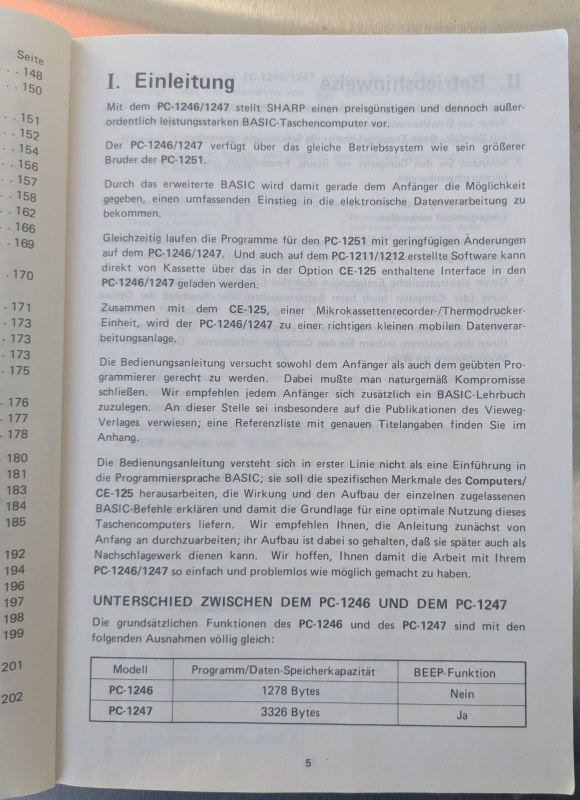 Seite
. . . 148
. . 150
. . 151
. . 152
. . 154
. . 156
. . 157
. . 158
. . 162
. . 166
. . 169
. 170
. 171
. 173
. 173
. 173
. 175
. 176
. 177
. 178
. 180
181
183
184
185
192
194
196
197
198
199
201
202
I. Einleitung
Mit dem PC-1246/1247 stellt SHARP einen preisgünstigen und dennoch außer-
ordentlich leistungsstarken BASIC-Taschencomputer vor.
Der PC-1246/1247 verfügt über das gleiche Betriebssystem wie sein größerer
Bruder der PC-1251.
Durch das erweiterte BASIC wird damit gerade dem Anfänger die Möglichkeit
gegeben, einen umfassenden Einstieg in die elektronische Datenverarbeitung zu
bekommen.
Gleichzeitig laufen die Programme für den PC-1251 mit geringfügigen Änderungen
auf dem PC-1246/1247. Und auch auf dem PC-1211/1212 erstellte Software kann
direkt von Kassette über das in der Option CE-125 enthaltene Interface in den
PC-1246/1247 geladen werden.
Zusammen mit dem CE-125, einer Mikrokassettenrecorder-/Thermodrucker-
Einheit, wird der PC-1246/1247 zu einer richtigen kleinen mobilen Datenverar-
beitungsanlage.
Die Bedienungsanleitung versucht sowohl dem Anfänger als auch dem geübten Pro-
grammierer gerecht zu werden. Dabei mußte man naturgemäß Kompromisse
schließen. Wir empfehlen jedem Anfänger sich zusätzlich ein BASIC-Lehrbuch
zuzulegen. An dieser Stelle sei insbesondere auf die Publikationen des Vieweg-
Verlages verwiesen; eine Referenzliste mit genauen Titelangaben finden Sie im
Anhang.
Die Bedienungsanleitung versteht sich in erster Linie nicht als eine Einführung in
die Programmiersprache BASIC; sie soll die spezifischen Merkmale des Computers/
CE-125 herausarbeiten, die Wirkung und den Aufbau der einzelnen zugelassenen
BASIC-Befehle erklären und damit die Grundlage für eine optimale Nutzung dieses
Taschencomputers liefern. Wir empfehlen Ihnen, die Anleitung zunächst von
Anfang an durchzuarbeiten; ihr Aufbau ist dabei so gehalten, daß sie später auch als
Nachschlagewerk dienen kann. Wir hoffen, Ihnen damit die Arbeit mit Ihrem
PC-1246/1247 so einfach und problemlos wie möglich gemacht zu haben.
UNTERSCHIED ZWISCHEN DEM PC-1246 UND DEM PC-1247
Die grundsätzlichen Funktionen des PC-1246 und des PC-1247 sind mit den
folgenden Ausnahmen völlig gleich:
Modell Programm/Daten-Speicherkapazität BEEP-Funktion
PC-1246 1278 Bytes Nein
PC-1247 3326 Bytes Ja
5